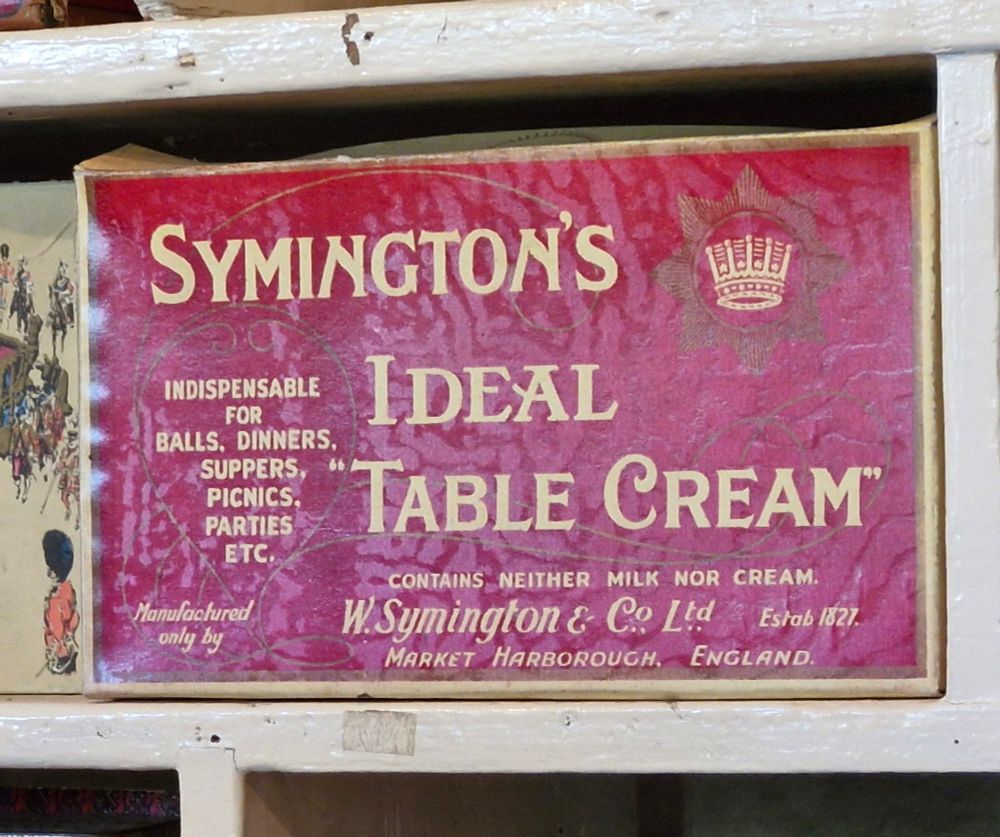 SYMINGTON'S
IDEAL
"TABLE CREAM"
INDISPENSABLE
FOR
BALLS, DINNERS,
SUPPERS,
PICNICS,
PARTIES
ETC.
CONTAINS NEITHER MILK NOR CREAM.
Manufactured
only by
W. Symington & Co. Ltd Estab 1827.
MARKET HARBOROUGH, ENGLAND.